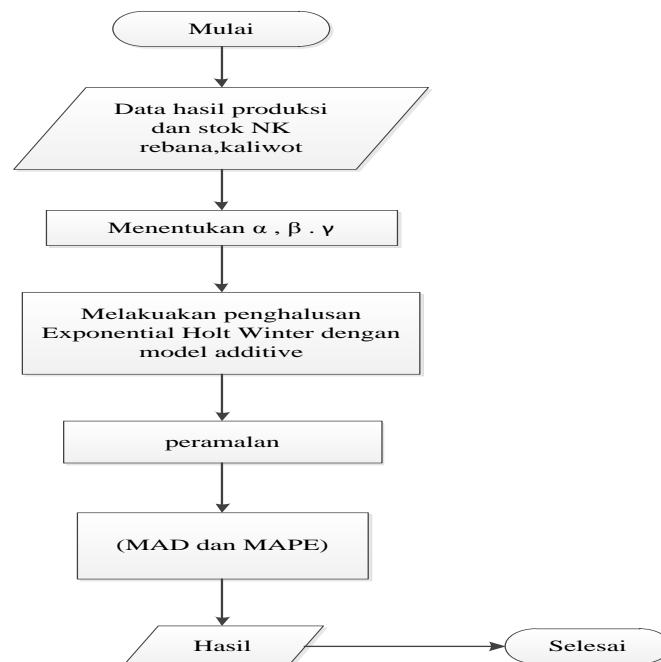 Mulai
Data hasil produksi
dan stok NK
rebana,kaliwot
Menentukan α , β . γ
Melakuakan penghalusan
Exponential Holt Winter dengan
model additive
peramalan
(MAD dan MAPE)
Hasil
Selesai